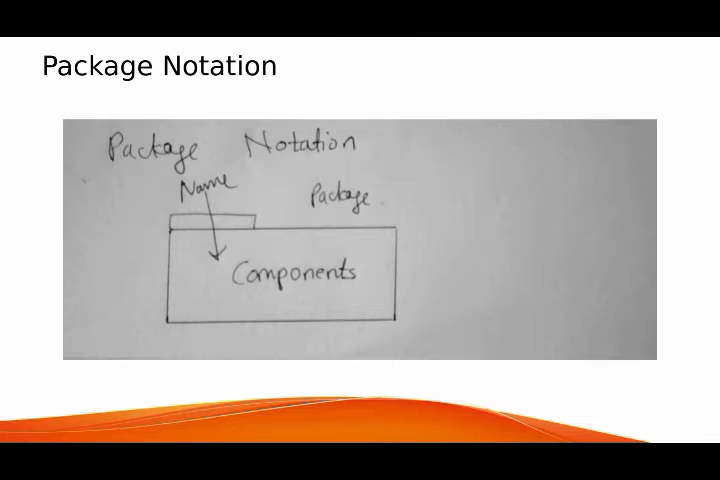 Package Notation
Package Notation
Name
Package
Components